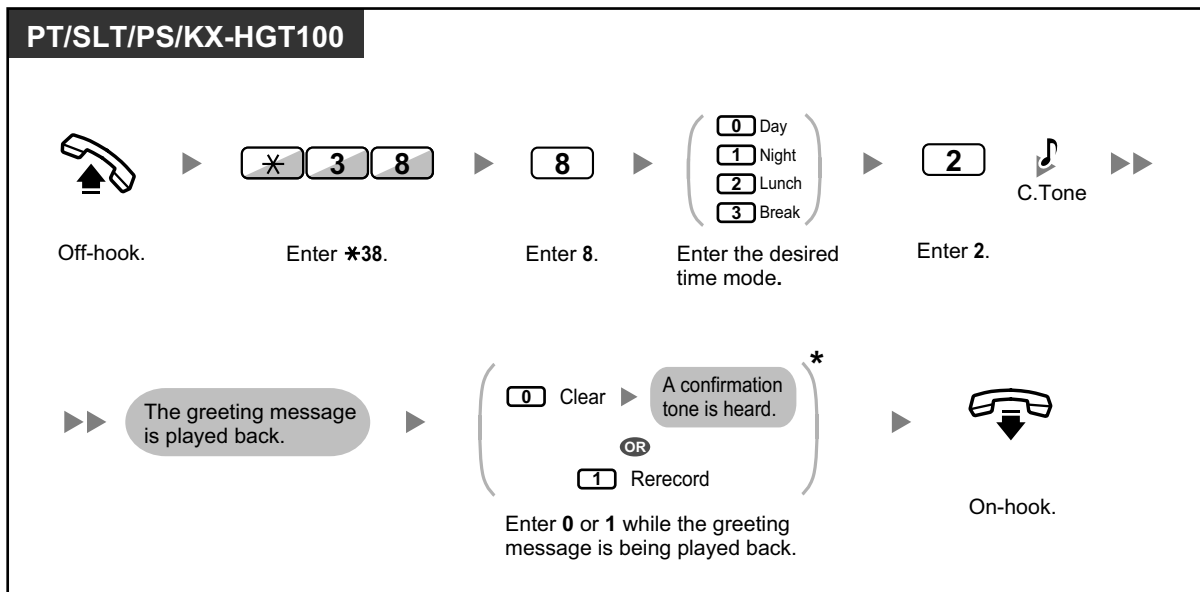 PT/SLT/PS/KX-HGT100
Off-hook.
✳ 3 8
Enter ✳38.
8
Enter 8.
0 Day
1 Night
2 Lunch
3 Break
Enter the desired
time mode.
2
Enter 2.
C.Tone
The greeting message
is played back.
*
0 Clear
A confirmation
tone is heard.
OR
1 Rerecord
Enter 0 or 1 while the greeting
message is being played back.
On-hook.